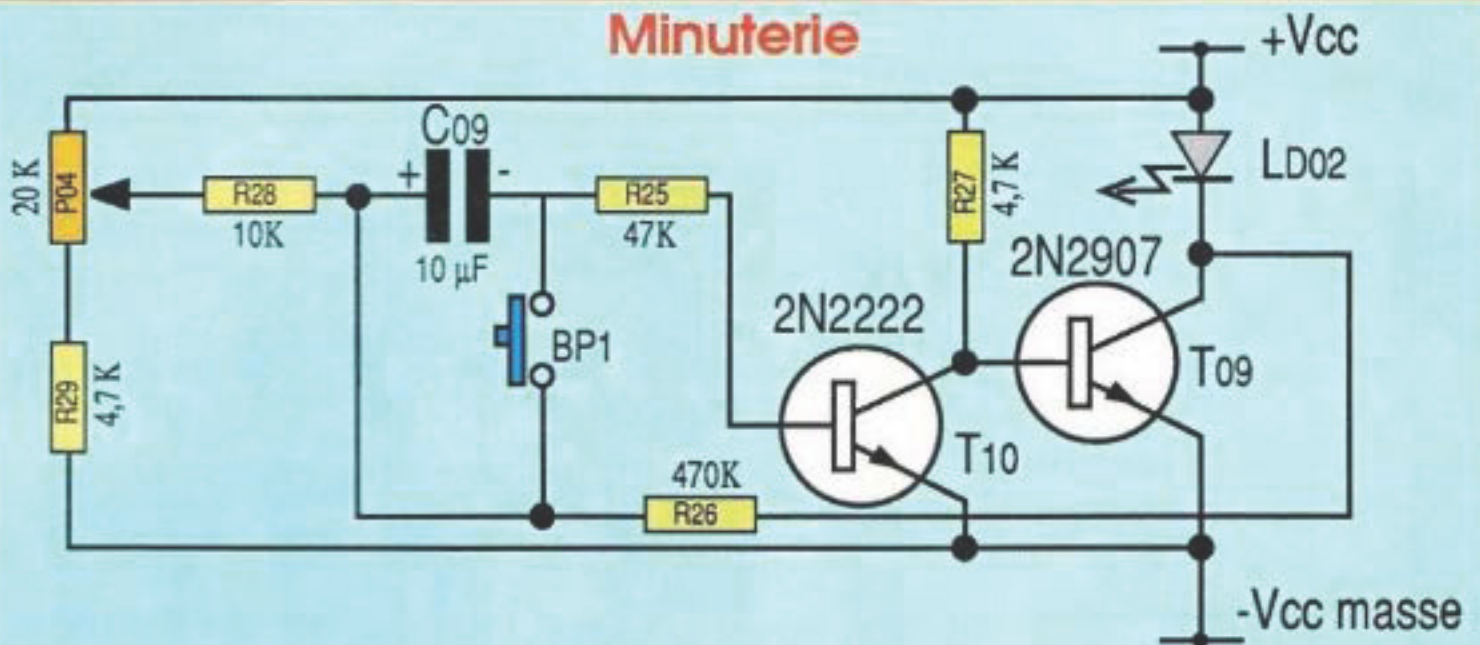 Minuterie
+Vcc
C09
+ -
LD02
20 K
P04
R28
10K
R25
47K
R27
4,7 K
10 µF
2N2907
2N2222
BP1
T09
R29
4,7 K
T10
470K
R26
-Vcc masse